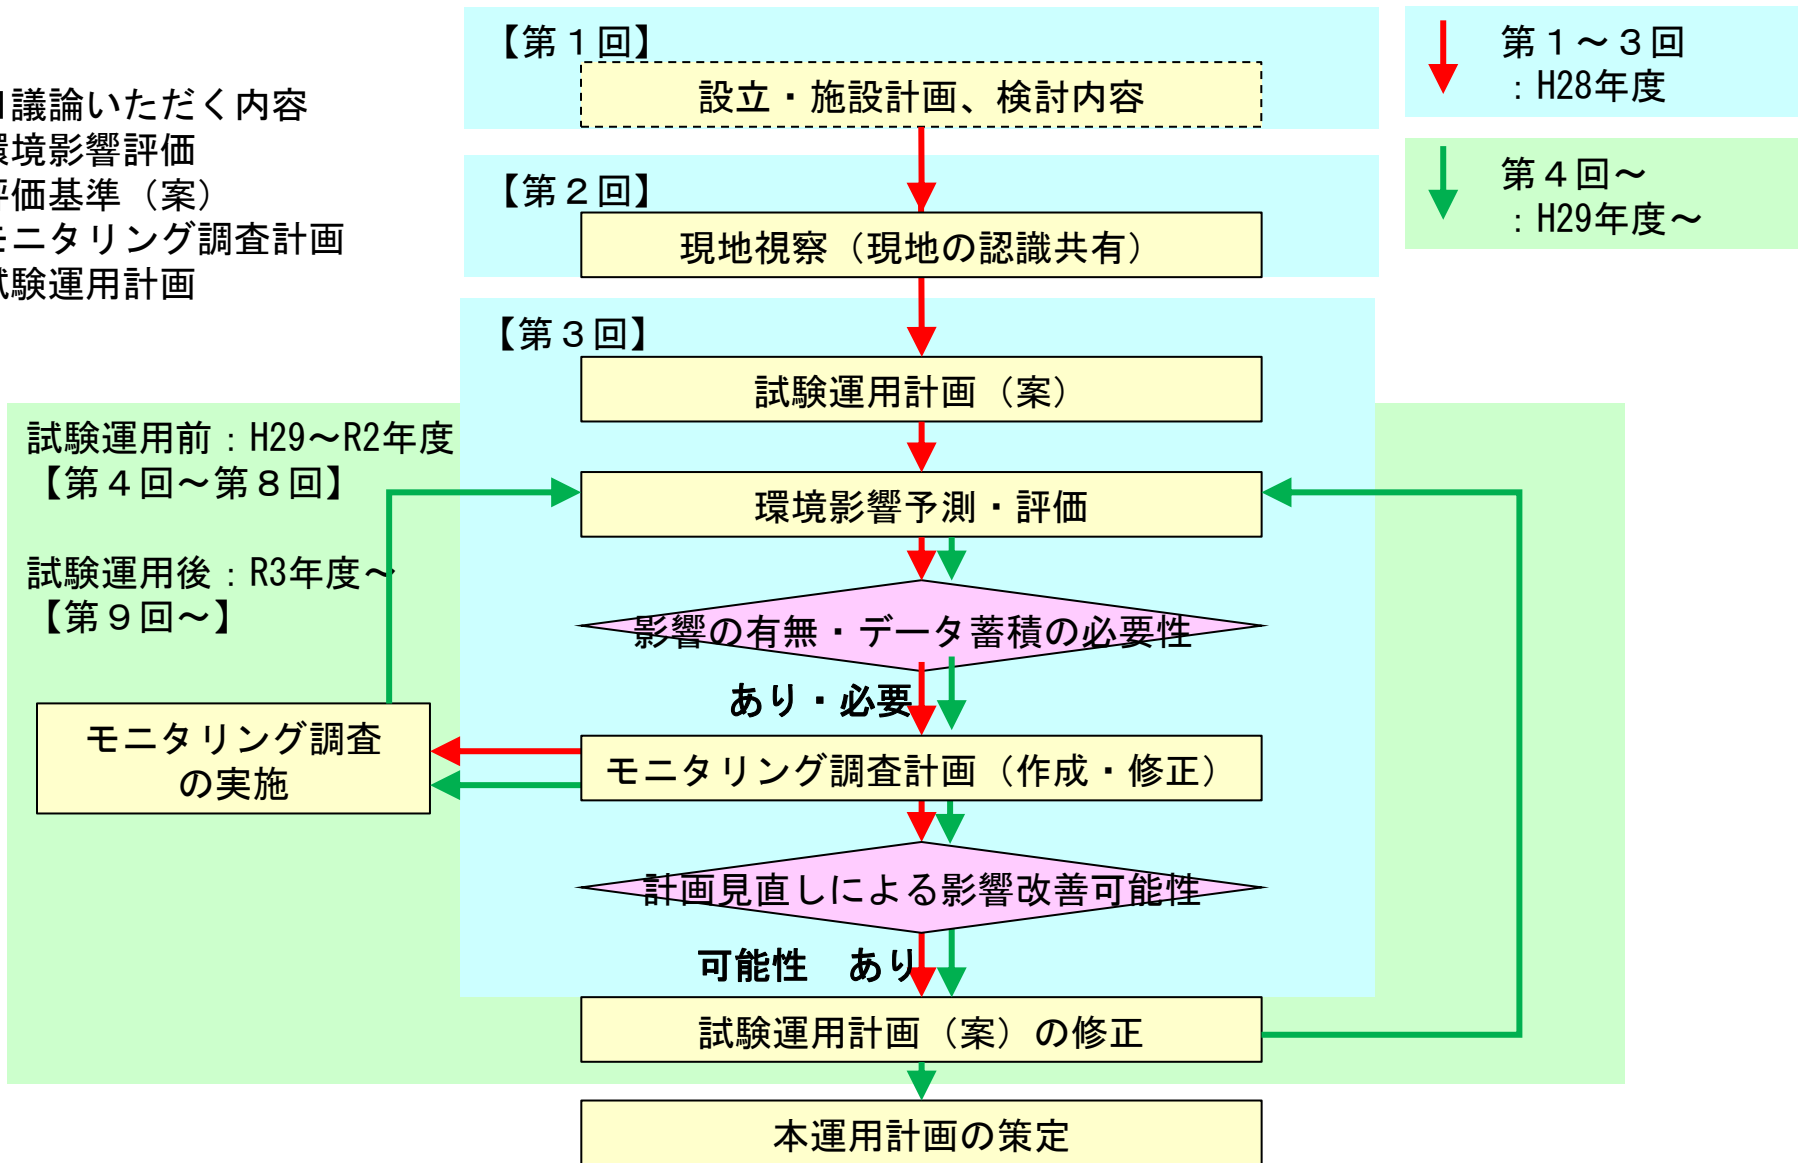 【第１回】
設立・施設計画、検討内容
第１～３回
：H28年度
第４回～
：H29年度～
議論いただく内容
環境影響評価
評価基準（案）
モニタリング調査計画
試験運用計画
【第２回】
現地視察（現地の認識共有）
【第３回】
試験運用計画（案）
試験運用前：H29～R2年度
【第４回～第８回】
試験運用後：R3年度～
【第９回～】
環境影響予測・評価
影響の有無・データ蓄積の必要性
あり・必要
モニタリング調査計画（作成・修正）
モニタリング調査
の実施
計画見直しによる影響改善可能性
可能性　あり
試験運用計画（案）の修正
本運用計画の策定